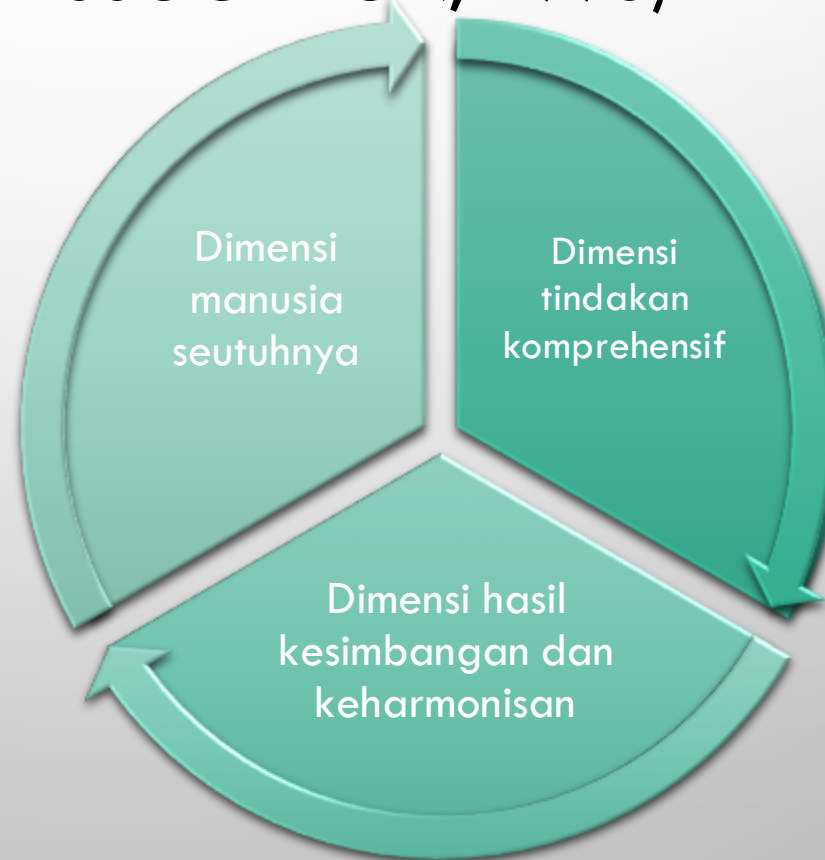 Dimensi
manusia
seutuhnya
Dimensi
tindakan
komprehensif
Dimensi hasil
kesimbangan dan
keharmonisan